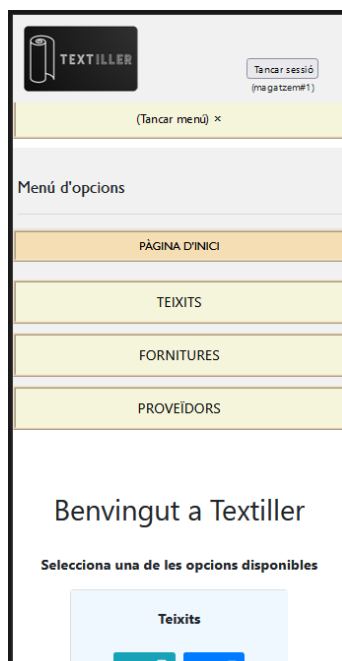 TEXTILLER
Tancar sessió
(magatzem#1)
(Tancar menú) ×
Menú d'opcions
PÀGINA D'INICI
TEIXITS
FORNITURES
PROVEÏDORS
Benvingut a Textiller
Selecciona una de les opcions disponibles
Teixits